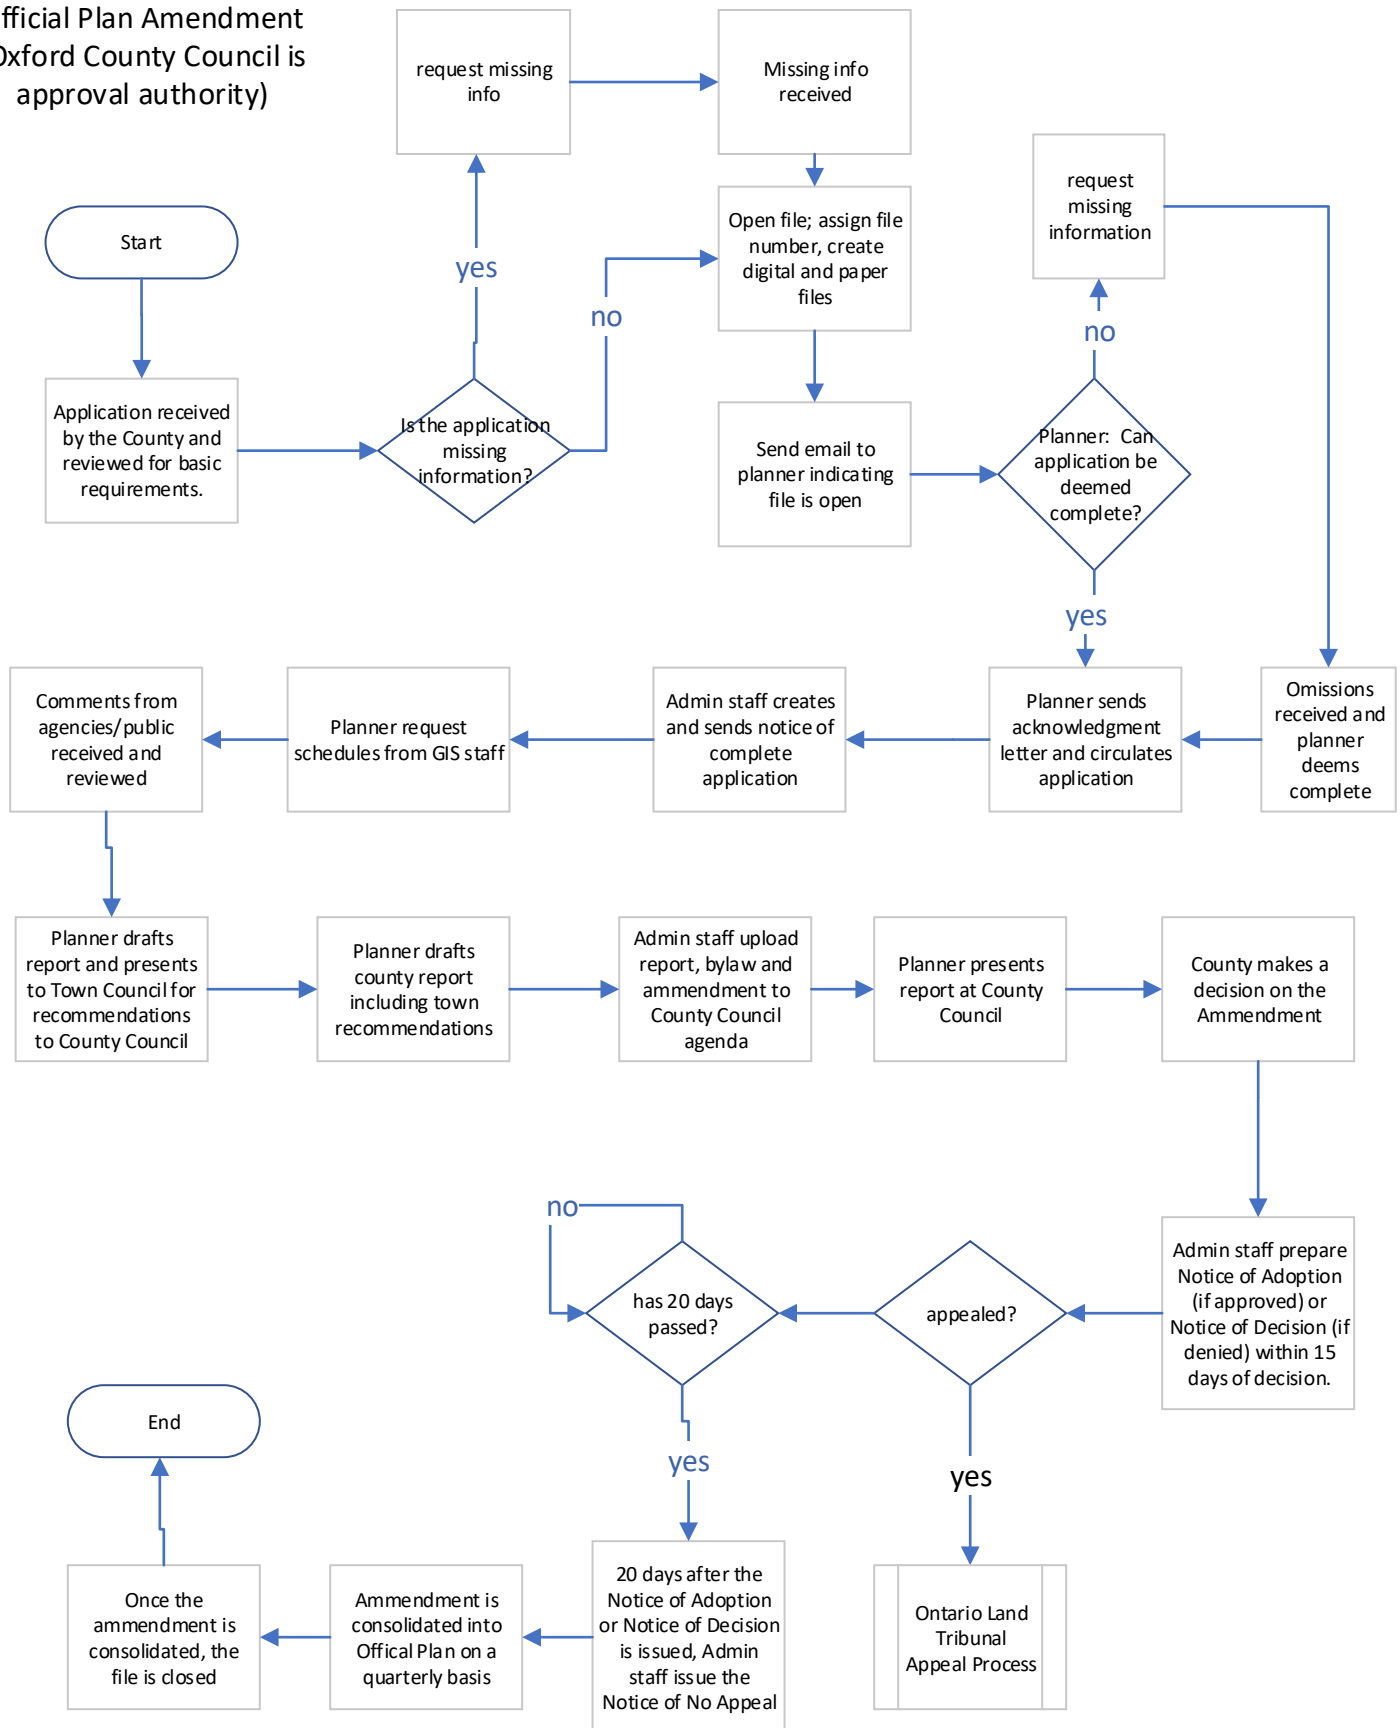 fficial Plan Amendment
Oxford County Council is
approval authority)
request missing
info
Missing info
received
request
missing
information
Start
Open file; assign file
number, create
digital and paper
files
yes
no
no
Application received
by the County and
reviewed for basic
requirements.
Is the application
missing
information?
Send email to
planner indicating
file is open
Planner: Can
application be
deemed
complete?
yes
Comments from
agencies/public
received and
reviewed
Planner request
schedules from GIS staff
Admin staff creates
and sends notice of
complete
application
Planner sends
acknowledgment
letter and circulates
application
Omissions
received and
planner
deems
complete
Planner drafts
report and presents
to Town Council for
recommendations
to County Council
Planner drafts
county report
including town
recommendations
Admin staff upload
report, bylaw and
ammendment to
County Council
agenda
Planner presents
report at County
Council
County makes a
decision on the
Ammendment
no
has 20 days
passed?
appealed?
Admin staff prepare
Notice of Adoption
(if approved) or
Notice of Decision (if
denied) within 15
days of decision.
End
yes
yes
Once the
ammendment is
consolidated, the
file is closed
Ammendment is
consolidated into
Offical Plan on a
quarterly basis
20 days after the
Notice of Adoption
or Notice of Decision
is issued, Admin
staff issue the
Notice of No Appeal
Ontario Land
Tribunal
Appeal Process